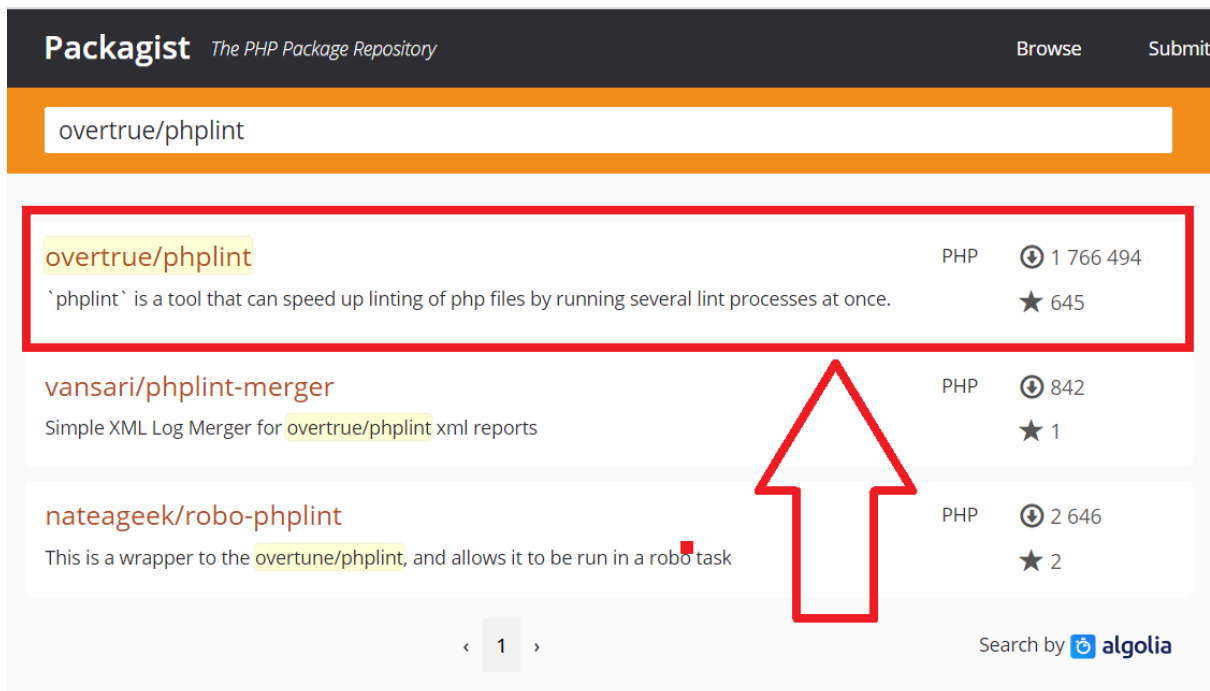 Packagist The PHP Package Repository Browse Submit
overtrue/phplint
overtrue/phplint PHP 1 766 494
`phplint` is a tool that can speed up linting of php files by running several lint processes at once. 645
vansari/phplint-merger PHP 842
Simple XML Log Merger for overtrue/phplint xml reports 1
nateageek/robo-phplint PHP 2 646
This is a wrapper to the overtune/phplint, and allows it to be run in a robo task 2
‹ 1 › Search by algolia